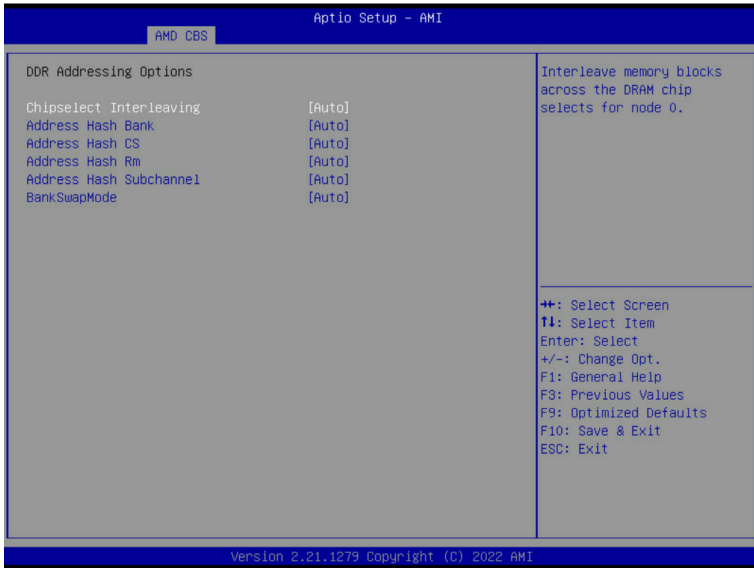 Aptio Setup – AMI
AMD CBS
DDR Addressing Options
Chipselect Interleaving [Auto]
Address Hash Bank [Auto]
Address Hash CS [Auto]
Address Hash Rm [Auto]
Address Hash Subchannel [Auto]
BankSwapMode [Auto]
Interleave memory blocks
across the DRAM chip
selects for node 0.
→←: Select Screen
↑↓: Select Item
Enter: Select
+/-: Change Opt.
F1: General Help
F3: Previous Values
F9: Optimized Defaults
F10: Save & Exit
ESC: Exit
Version 2.21.1279 Copyright (C) 2022 AMI